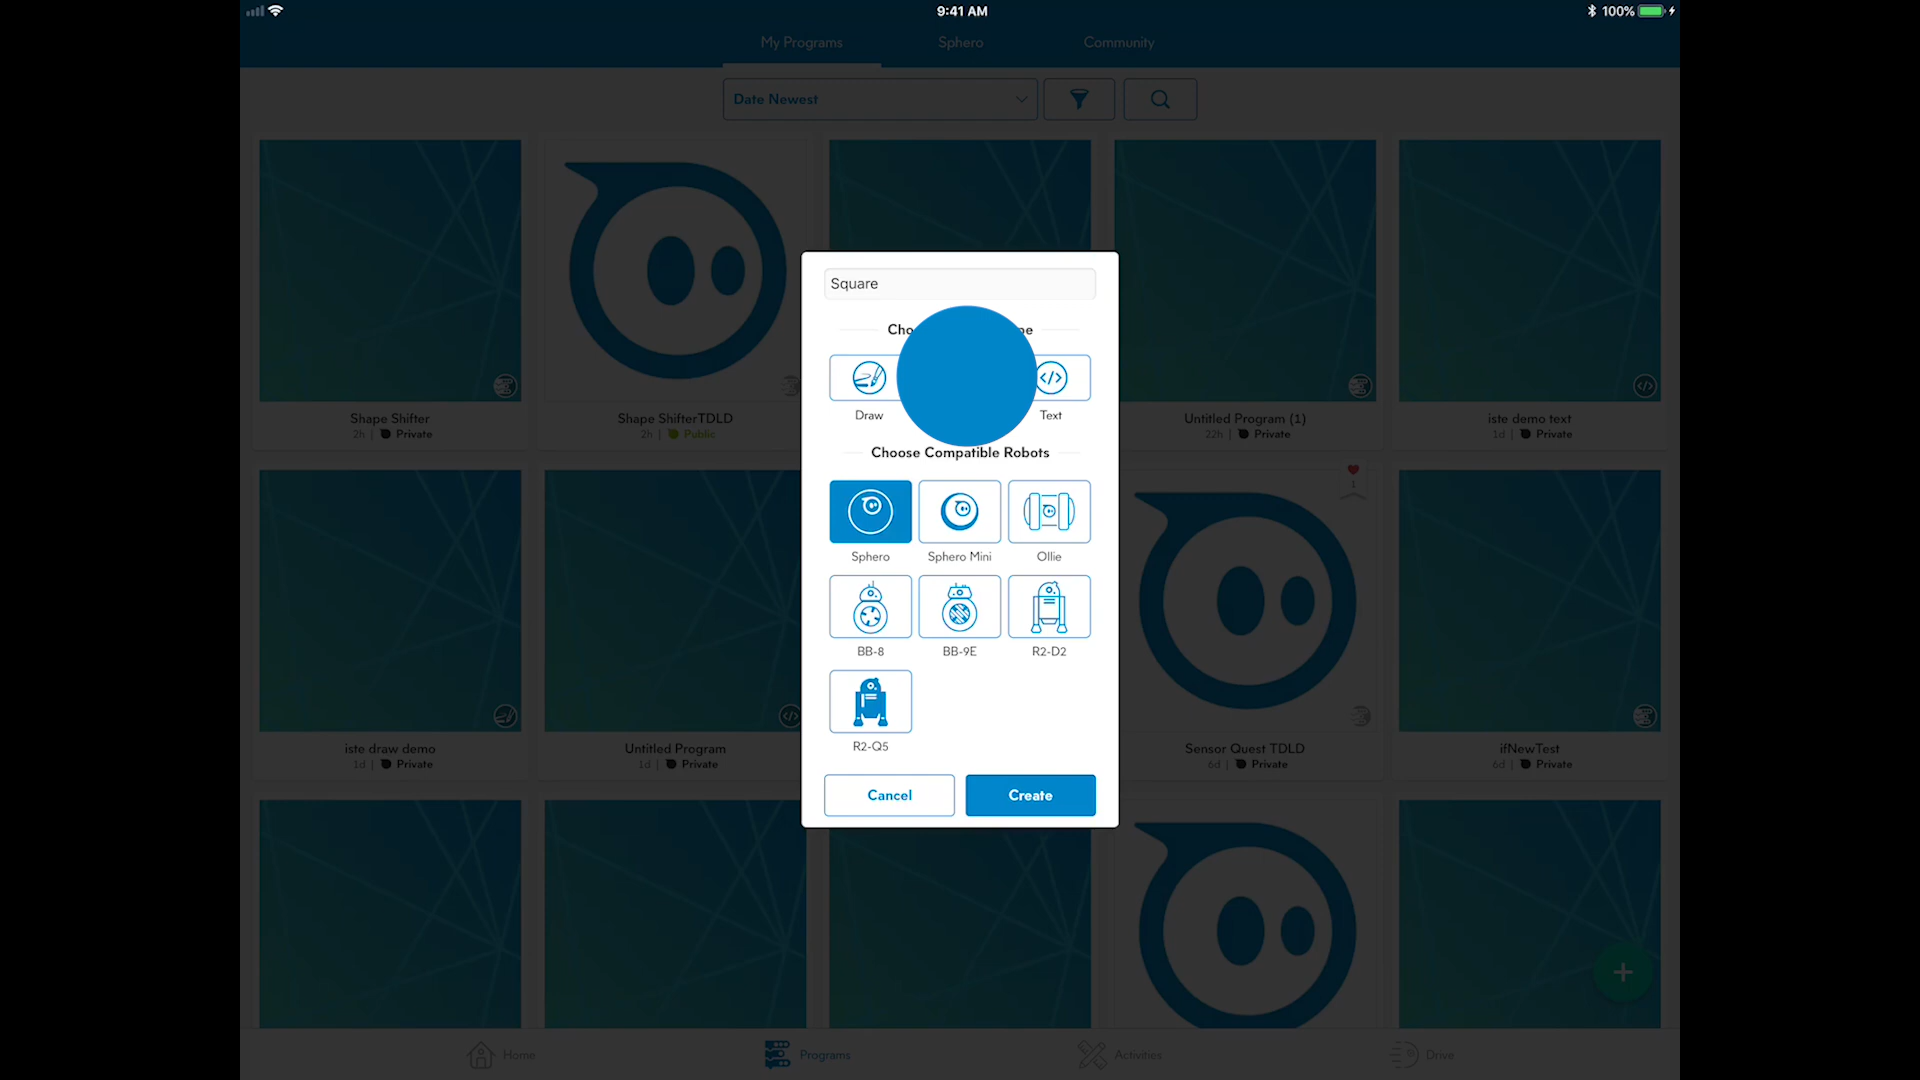 9:41 AM
100%
My Programs Sphero Community
Date Newest
Square
Draw Text
Choose Compatible Robots
Sphero Sphero Mini Ollie
BB-8 BB-9E R2-D2
R2-Q5
Cancel Create
Shape Shifter
2h | Private
Shape ShifterTDLD
2h | Public
Untitled Program (1)
22h | Private
iste demo text
1d | Private
iste draw demo
1d | Private
Untitled Program
1d | Private
1
Sensor Quest TDLD
6d | Private
ifNewTest
6d | Private
Home Programs Activities Drive